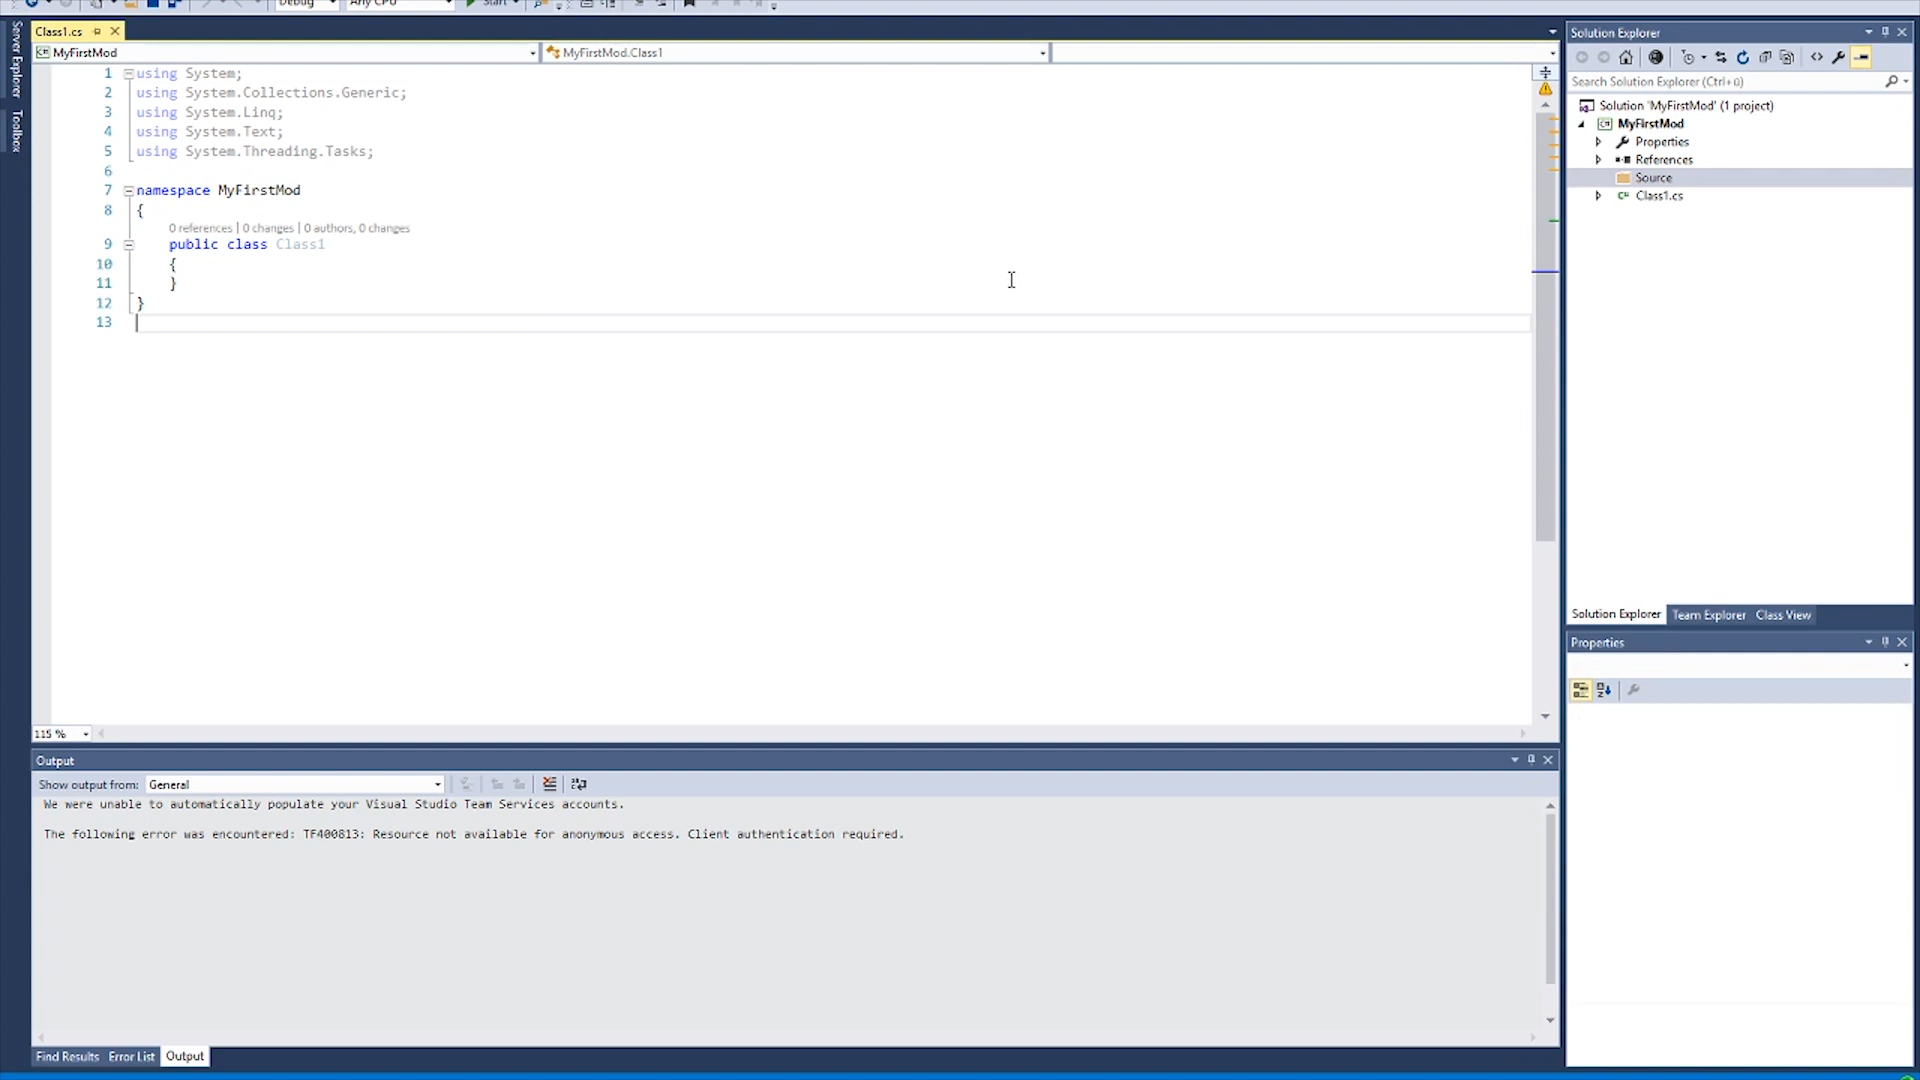 Debug
Any CPU
Start
Class1.cs
MyFirstMod
MyFirstMod.Class1
1 using System;
2 using System.Collections.Generic;
3 using System.Linq;
4 using System.Text;
5 using System.Threading.Tasks;
6
7 namespace MyFirstMod
8 {
0 references | 0 changes | 0 authors, 0 changes
9 public class Class1
10 {
11 }
12 }
13
115 %
Server Explorer
Toolbox
Output
Show output from: General
We were unable to automatically populate your Visual Studio Team Services accounts.
The following error was encountered: TF400813: Resource not available for anonymous access. Client authentication required.
Find Results Error List Output
Solution Explorer
Search Solution Explorer (Ctrl+ü)
Solution 'MyFirstMod' (1 project)
MyFirstMod
Properties
References
Source
Class1.cs
Solution Explorer Team Explorer Class View
Properties